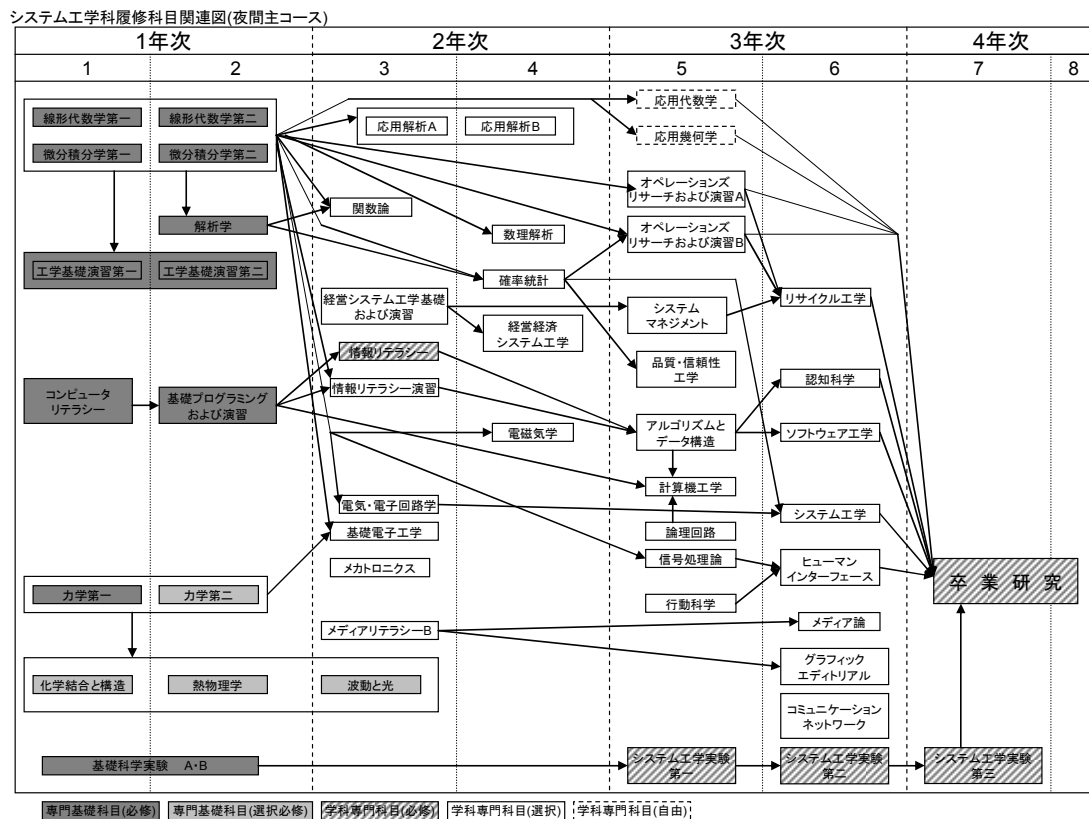 システム工学科履修科目関連図(夜間主コース)
1年次
2年次
3年次
4年次
1
2
3
4
5
6
7
8
線形代数学第一
線形代数学第二
微分積分学第一
微分積分学第二
解析学
工学基礎演習第一
工学基礎演習第二
コンピュータ
リテラシー
基礎プログラミング
および演習
力学第一
力学第二
化学結合と構造
熱物理学
波動と光
基礎科学実験 A・B
応用解析A
応用解析B
関数論
数理解析
確率統計
経営システム工学基礎
および演習
経営経済
システム工学
情報リテラシー
情報リテラシー演習
電磁気学
電気・電子回路学
基礎電子工学
メカトロニクス
メディアリテラシーB
応用代数学
応用幾何学
オペレーションズ
リサーチおよび演習A
オペレーションズ
リサーチおよび演習B
システム
マネジメント
品質・信頼性
工学
アルゴリズムと
データ構造
計算機工学
論理回路
信号処理論
行動科学
システム工学実験
第一
リサイクル工学
認知科学
ソフトウェア工学
システム工学
ヒューマン
インターフェース
メディア論
グラフィック
エディトリアル
コミュニケーション
ネットワーク
システム工学実験
第二
卒業研究
システム工学実験
第三
専門基礎科目(必修)
専門基礎科目(選択必修)
学科専門科目(必修)
学科専門科目(選択)
学科専門科目(自由)